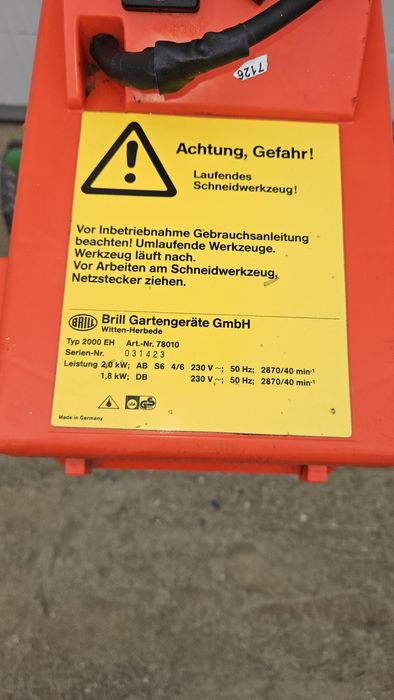 7126
Achtung, Gefahr!
Laufendes
Schneidwerkzeug!
Vor Inbetriebnahme Gebrauchsanleitung
beachten! Umlaufende Werkzeuge.
Werkzeug läuft nach.
Vor Arbeiten am Schneidwerkzeug,
Netzstecker ziehen.
BRILL Brill Gartengeräte GmbH
Witten-Herbede
Typ 2000 EH Art.-Nr. 78010
Serien-Nr. 031423
Leistung 2,0 kW; AB S6 4/6 230 V ~; 50 Hz; 2870/40 min⁻¹
1,8 kW; DB 230 V ~; 50 Hz; 2870/40 min⁻¹
GS
Made in Germany